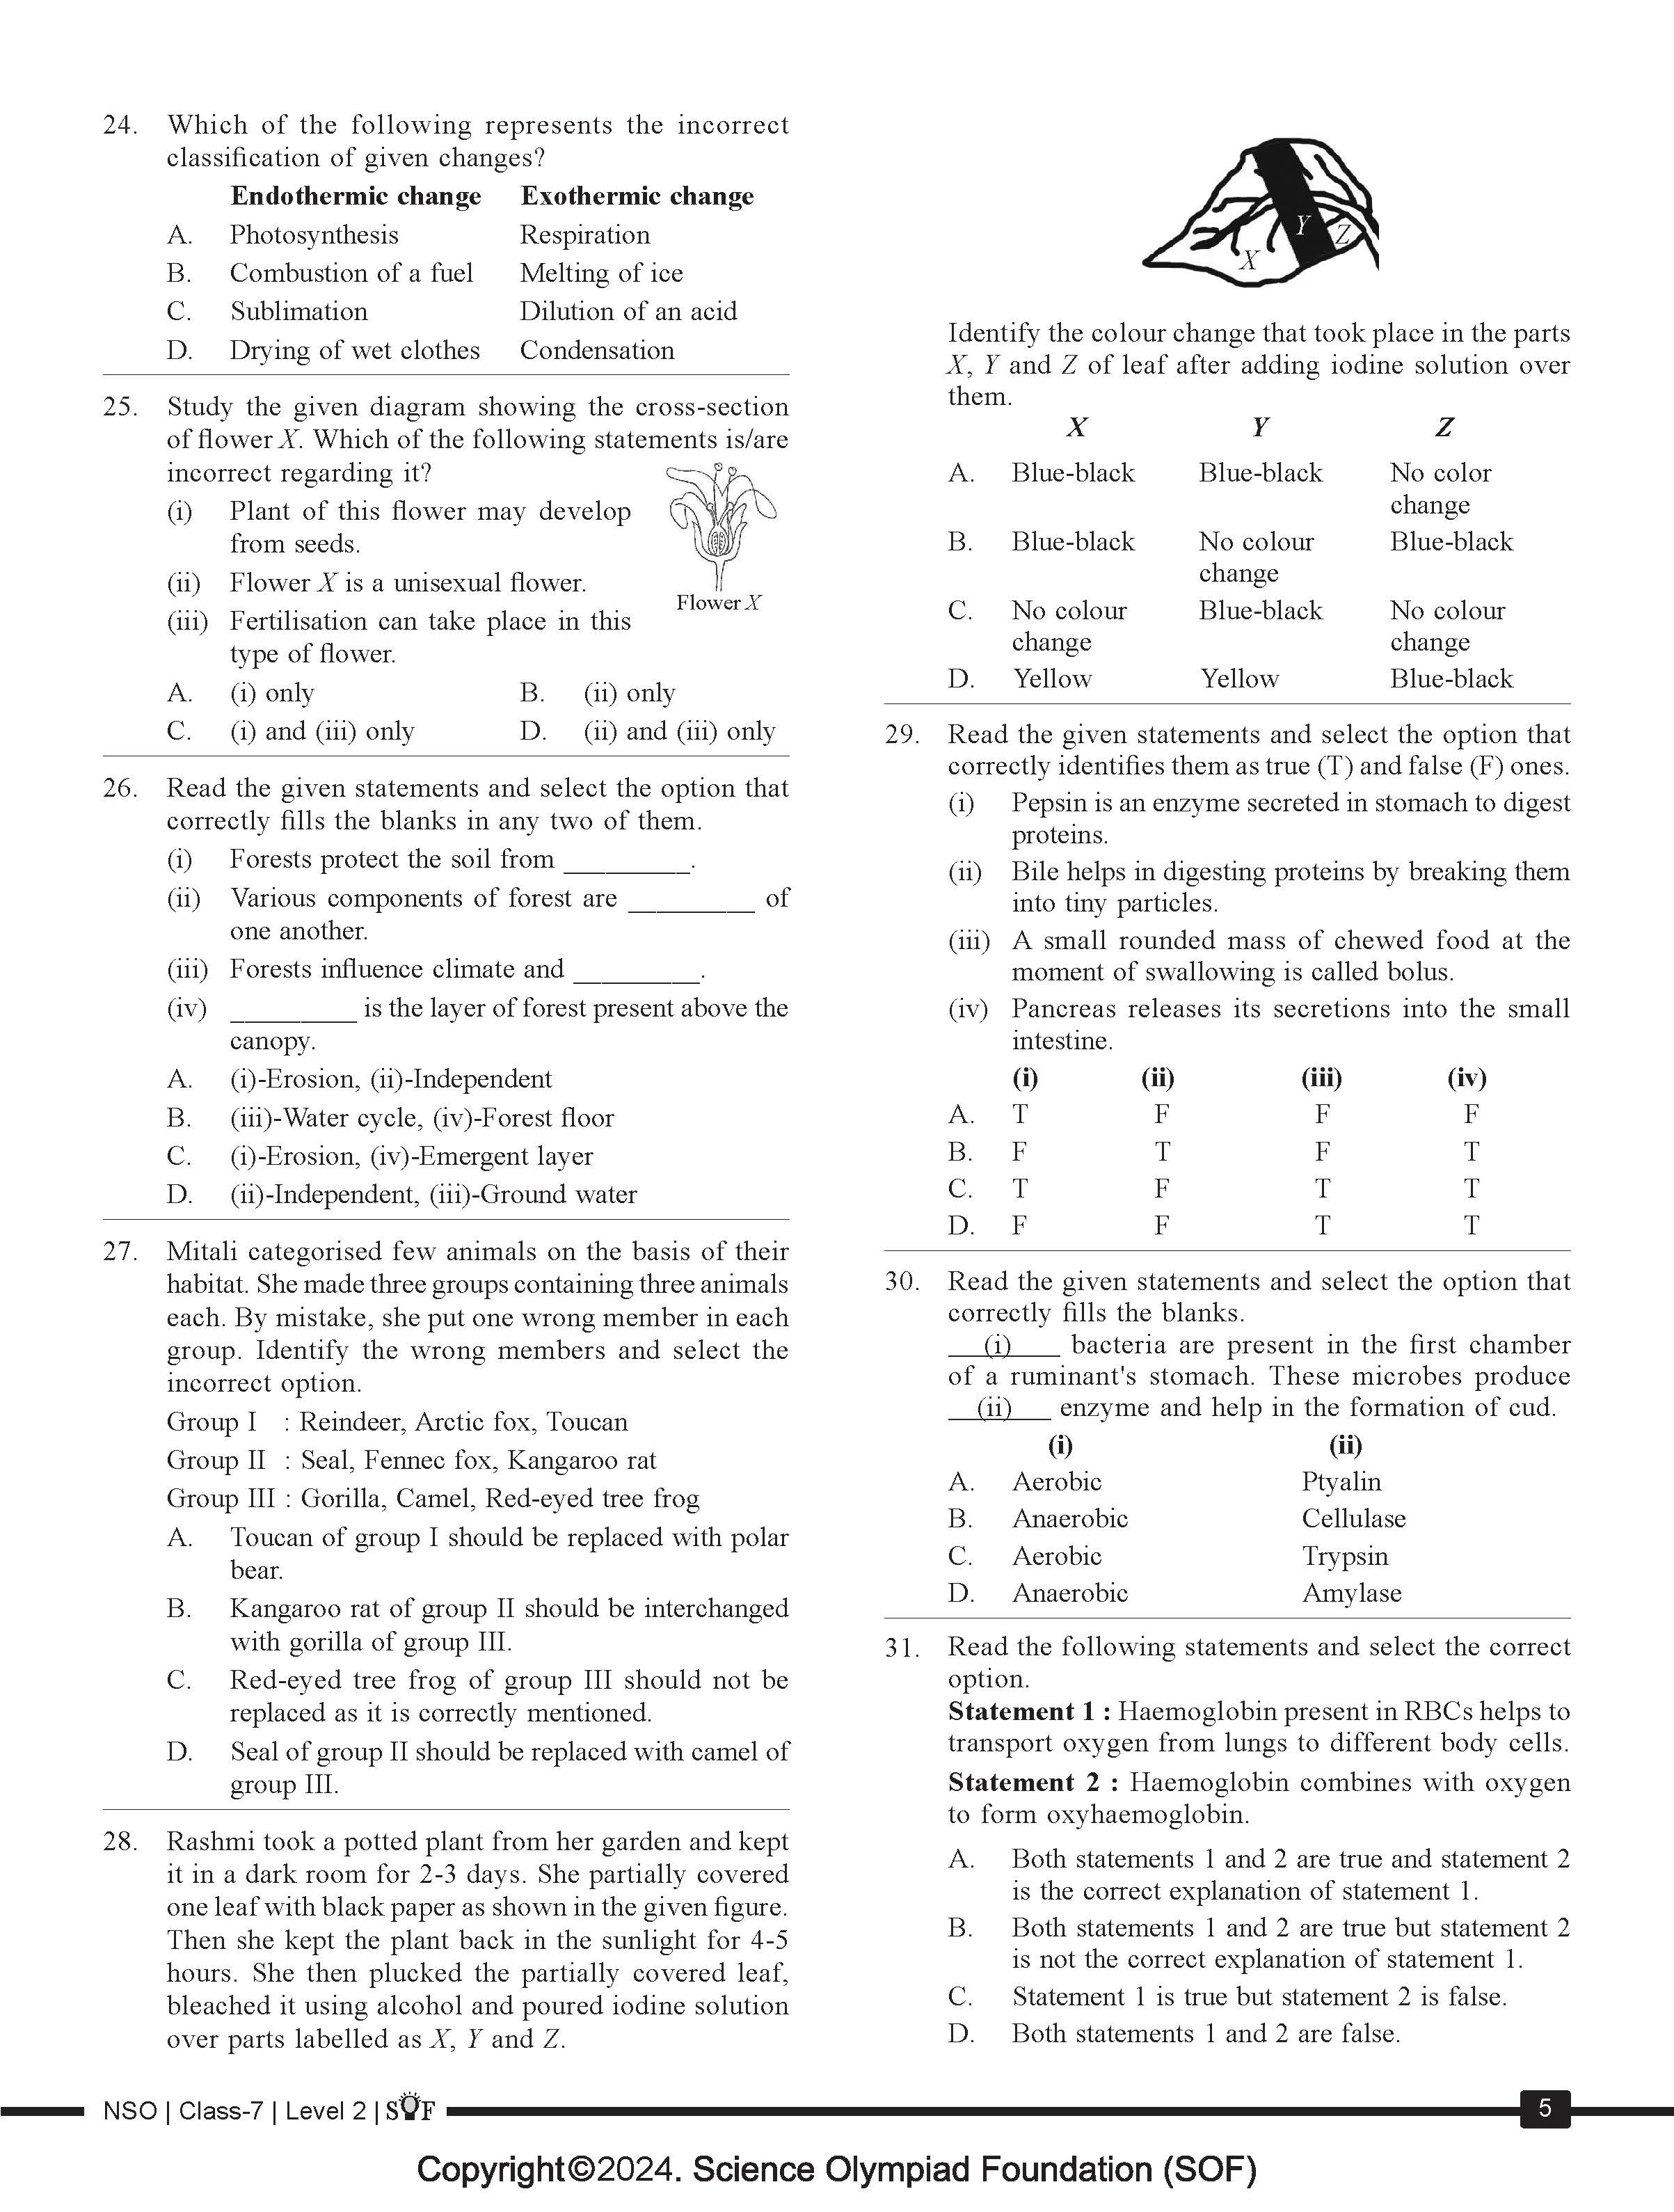 24. Which of the following represents the incorrect
classification of given changes?
Endothermic change Exothermic change
A. Photosynthesis Respiration
B. Combustion of a fuel Melting of ice
C. Sublimation Dilution of an acid
D. Drying of wet clothes Condensation
25. Study the given diagram showing the cross-section
of flower X. Which of the following statements is/are
incorrect regarding it?
(i) Plant of this flower may develop
from seeds.
(ii) Flower X is a unisexual flower.
(iii) Fertilisation can take place in this
type of flower.
Flower X
A. (i) only B. (ii) only
C. (i) and (iii) only D. (ii) and (iii) only
26. Read the given statements and select the option that
correctly fills the blanks in any two of them.
(i) Forests protect the soil from _________.
(ii) Various components of forest are _________ of
one another.
(iii) Forests influence climate and _________.
(iv) _________ is the layer of forest present above the
canopy.
A. (i)-Erosion, (ii)-Independent
B. (iii)-Water cycle, (iv)-Forest floor
C. (i)-Erosion, (iv)-Emergent layer
D. (ii)-Independent, (iii)-Ground water
27. Mitali categorised few animals on the basis of their
habitat. She made three groups containing three animals
each. By mistake, she put one wrong member in each
group. Identify the wrong members and select the
incorrect option.
Group I : Reindeer, Arctic fox, Toucan
Group II : Seal, Fennec fox, Kangaroo rat
Group III : Gorilla, Camel, Red-eyed tree frog
A. Toucan of group I should be replaced with polar
bear.
B. Kangaroo rat of group II should be interchanged
with gorilla of group III.
C. Red-eyed tree frog of group III should not be
replaced as it is correctly mentioned.
D. Seal of group II should be replaced with camel of
group III.
28. Rashmi took a potted plant from her garden and kept
it in a dark room for 2-3 days. She partially covered
one leaf with black paper as shown in the given figure.
Then she kept the plant back in the sunlight for 4-5
hours. She then plucked the partially covered leaf,
bleached it using alcohol and poured iodine solution
over parts labelled as X, Y and Z.
X Y Z
Identify the colour change that took place in the parts
X, Y and Z of leaf after adding iodine solution over
them.
X Y Z
A. Blue-black Blue-black No color
change
B. Blue-black No colour Blue-black
change
C. No colour Blue-black No colour
change change
D. Yellow Yellow Blue-black
29. Read the given statements and select the option that
correctly identifies them as true (T) and false (F) ones.
(i) Pepsin is an enzyme secreted in stomach to digest
proteins.
(ii) Bile helps in digesting proteins by breaking them
into tiny particles.
(iii) A small rounded mass of chewed food at the
moment of swallowing is called bolus.
(iv) Pancreas releases its secretions into the small
intestine.
(i) (ii) (iii) (iv)
A. T F F F
B. F T F T
C. T F T T
D. F F T T
30. Read the given statements and select the option that
correctly fills the blanks.
__(i)__ bacteria are present in the first chamber
of a ruminant's stomach. These microbes produce
__(ii)__ enzyme and help in the formation of cud.
(i) (ii)
A. Aerobic Ptyalin
B. Anaerobic Cellulase
C. Aerobic Trypsin
D. Anaerobic Amylase
31. Read the following statements and select the correct
option.
Statement 1 : Haemoglobin present in RBCs helps to
transport oxygen from lungs to different body cells.
Statement 2 : Haemoglobin combines with oxygen
to form oxyhaemoglobin.
A. Both statements 1 and 2 are true and statement 2
is the correct explanation of statement 1.
B. Both statements 1 and 2 are true but statement 2
is not the correct explanation of statement 1.
C. Statement 1 is true but statement 2 is false.
D. Both statements 1 and 2 are false.
NSO | Class-7 | Level 2 | SOF 5
Copyright©2024. Science Olympiad Foundation (SOF)